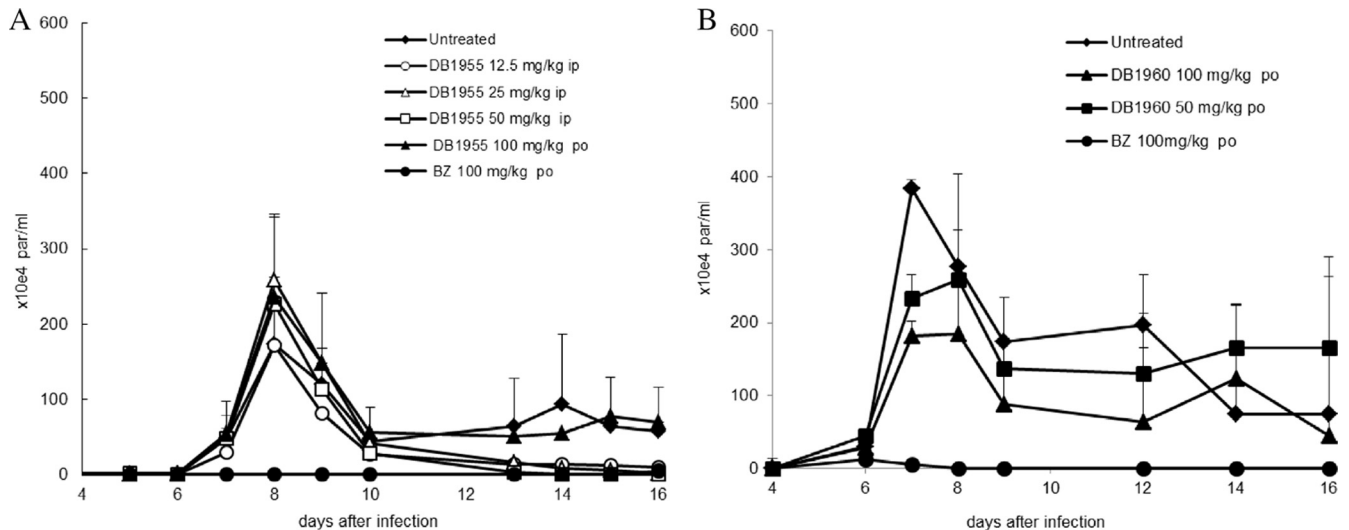 A
600
500
400
300
200
100
0
x10e4 par/ml
4 6 8 10 12 14 16
days after infection
Untreated
DB1955 12.5 mg/kg ip
DB1955 25 mg/kg ip
DB1955 50 mg/kg ip
DB1955 100 mg/kg po
BZ 100 mg/kg po
B
600
500
400
300
200
100
0
x10e4 par/ml
4 6 8 10 12 14 16
days after infection
Untreated
DB1960 100 mg/kg po
DB1960 50 mg/kg po
BZ 100mg/kg po